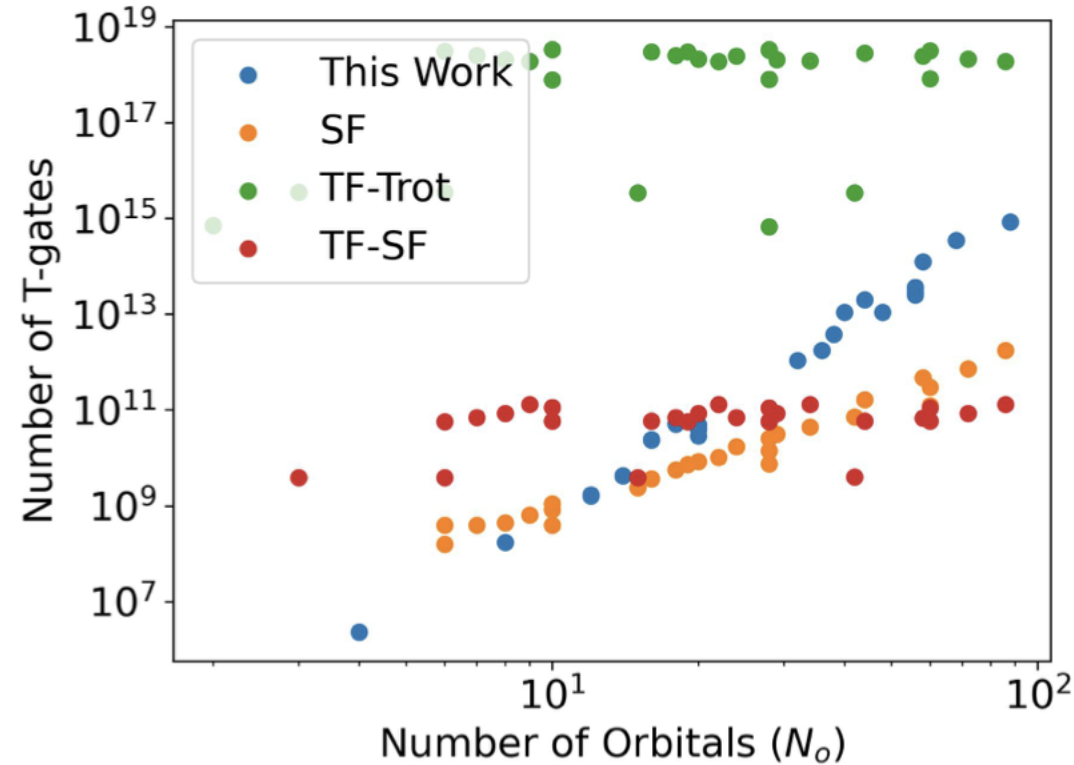 10^19
10^17
10^15
10^13
10^11
10^9
10^7
Number of T-gates
This Work
SF
TF-Trot
TF-SF
10^1
10^2
Number of Orbitals (N_o)